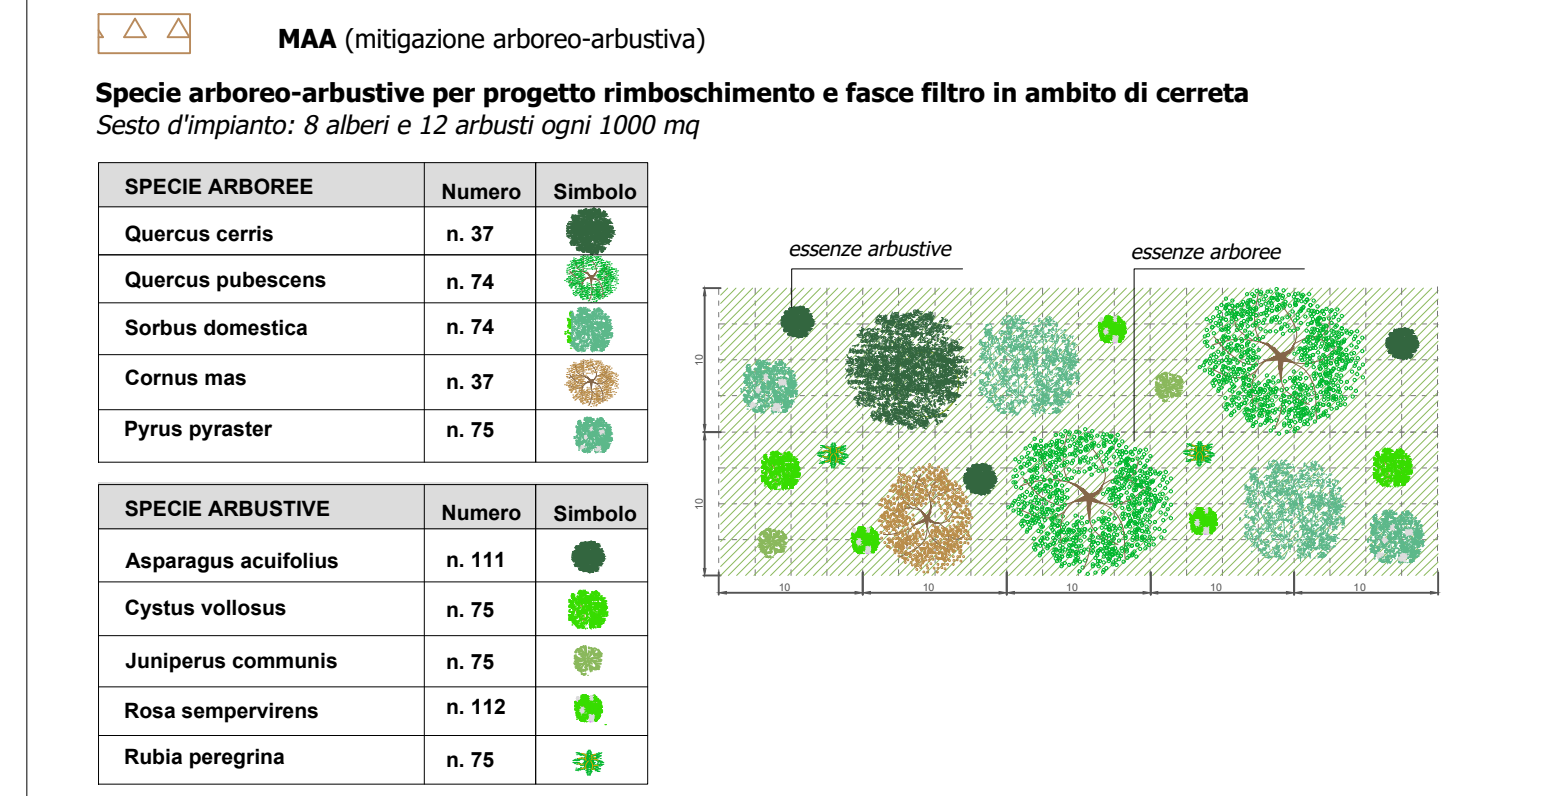 MAA (mitigazione arboreo-arbustiva)
Specie arboreo-arbustive per progetto rimboschimento e fasce filtro in ambito di cerreta
Sesto d'impianto: 8 alberi e 12 arbusti ogni 1000 mq
SPECIE ARBOREE Numero Simbolo
Quercus cerris n. 37
Quercus pubescens n. 74
Sorbus domestica n. 74
Cornus mas n. 37
Pyrus pyraster n. 75
SPECIE ARBUSTIVE Numero Simbolo
Asparagus acuifolius n. 111
Cystus vollosus n. 75
Juniperus communis n. 75
Rosa sempervirens n. 112
Rubia peregrina n. 75
essenze arbustive
essenze arboree
10
10
10 10 10 10 10